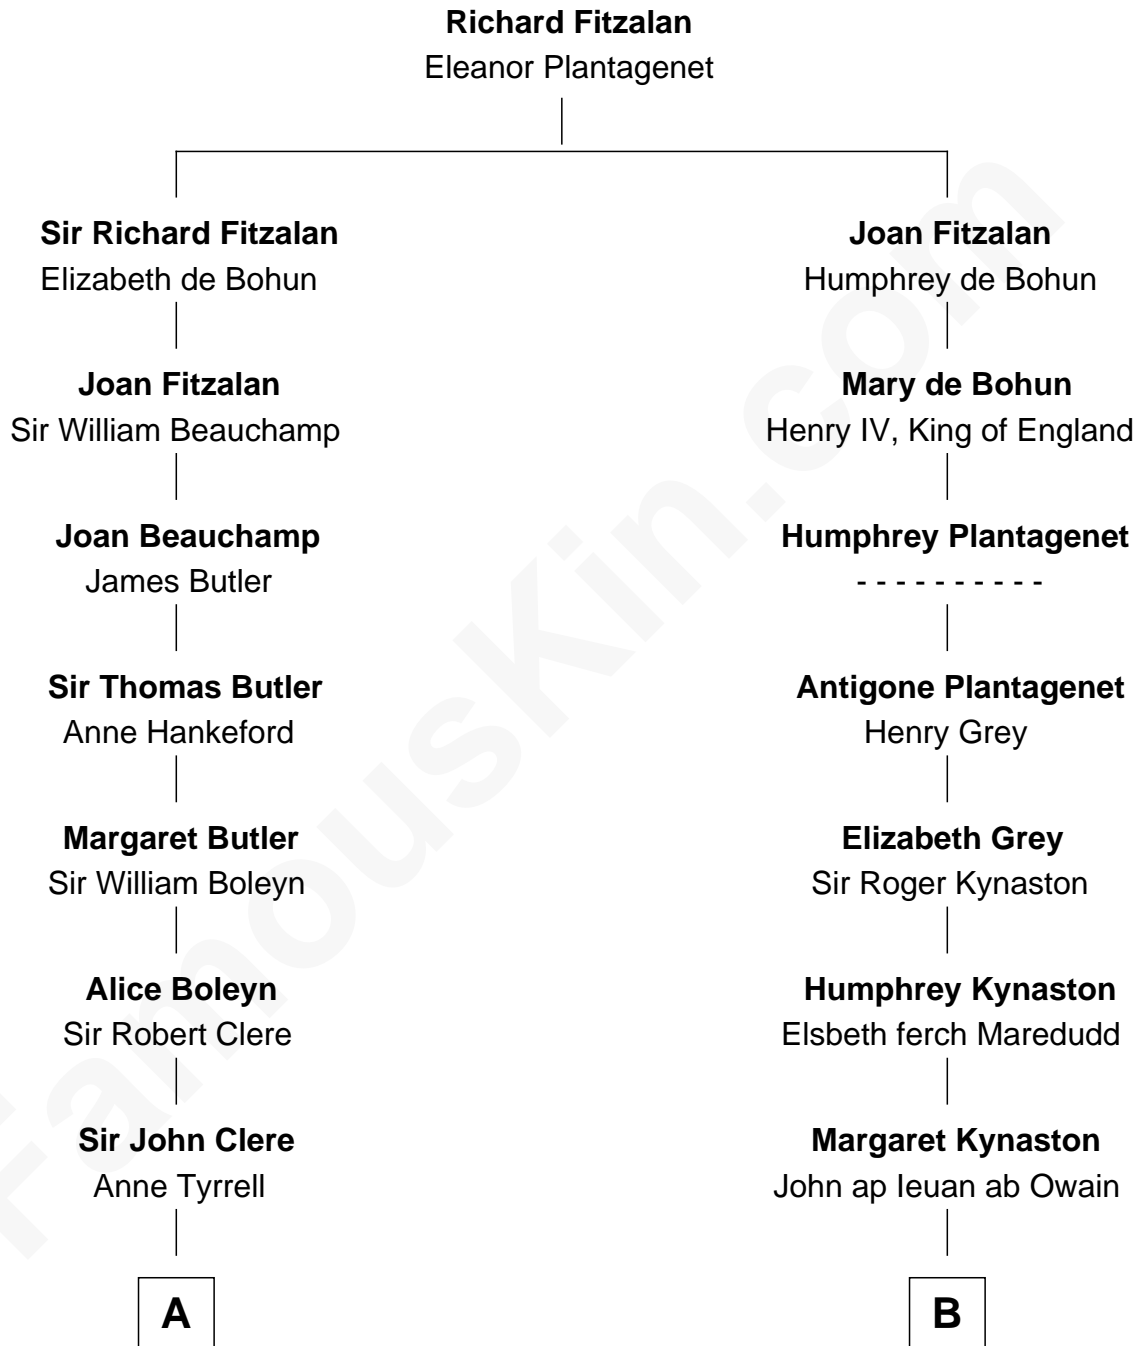 Richard Fitzalan
Eleanor Plantagenet
Sir Richard Fitzalan
Elizabeth de Bohun
Joan Fitzalan
Sir William Beauchamp
Joan Beauchamp
James Butler
Sir Thomas Butler
Anne Hankeford
Margaret Butler
Sir William Boleyn
Alice Boleyn
Sir Robert Clere
Sir John Clere
Anne Tyrrell
A
Joan Fitzalan
Humphrey de Bohun
Mary de Bohun
Henry IV, King of England
Humphrey Plantagenet
- - - - - - - - - -
Antigone Plantagenet
Henry Grey
Elizabeth Grey
Sir Roger Kynaston
Humphrey Kynaston
Elsbeth ferch Maredudd
Margaret Kynaston
John ap Ieuan ab Owain
B
FamousKin.com